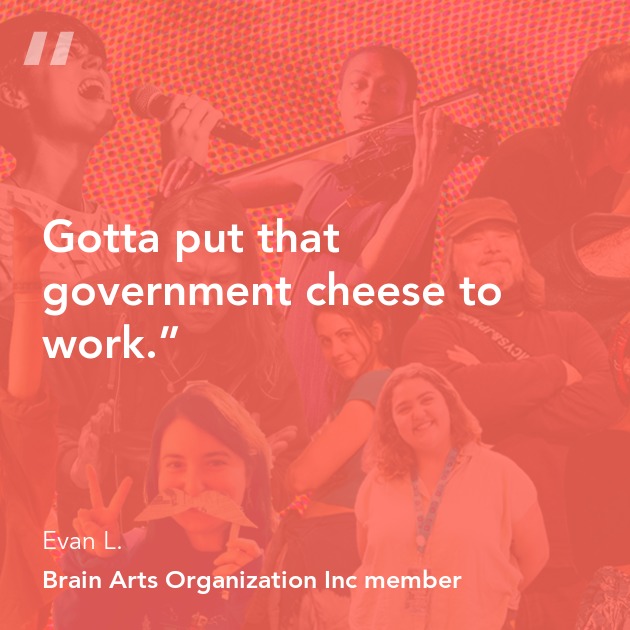 "
Gotta put that
government cheese to
work.”
Evan L.
Brain Arts Organization Inc member